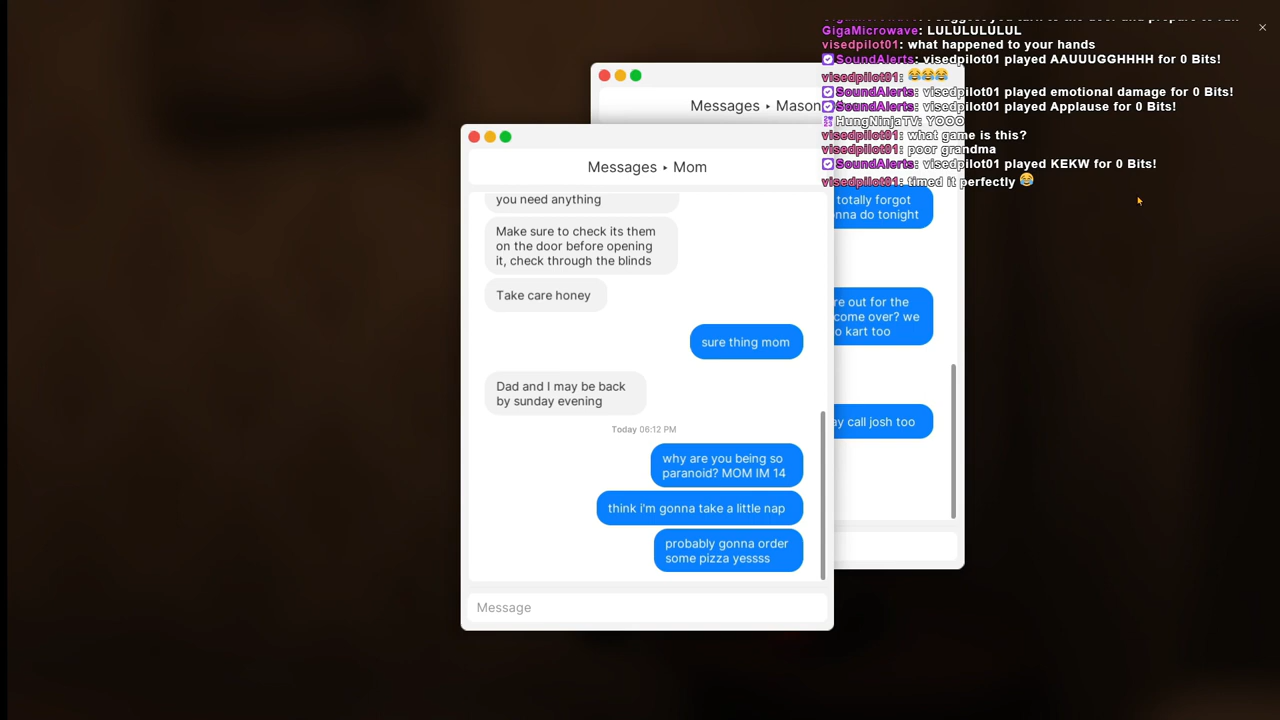 GigaMicrowave: LULULULULUL
visedpilot01: what happened to your hands
SoundAlerts: visedpilot01 played AAUUUGGHHHH for 0 Bits!
visedpilot01: 😂😂😂
SoundAlerts: visedpilot01 played emotional damage for 0 Bits!
SoundAlerts: visedpilot01 played Applause for 0 Bits!
HungNinjaTV: YOOO
visedpilot01: what game is this?
visedpilot01: poor grandma
SoundAlerts: visedpilot01 played KEKW for 0 Bits!
visedpilot01: timed it perfectly 😂
Messages ‣ Mason
totally forgot
nna do tonight
re out for the
come over? we
o kart too
ay call josh too
Messages ‣ Mom
you need anything
Make sure to check its them
on the door before opening
it, check through the blinds
Take care honey
sure thing mom
Dad and I may be back
by sunday evening
Today 06:12 PM
why are you being so
paranoid? MOM IM 14
think i'm gonna take a little nap
probably gonna order
some pizza yessss
Message